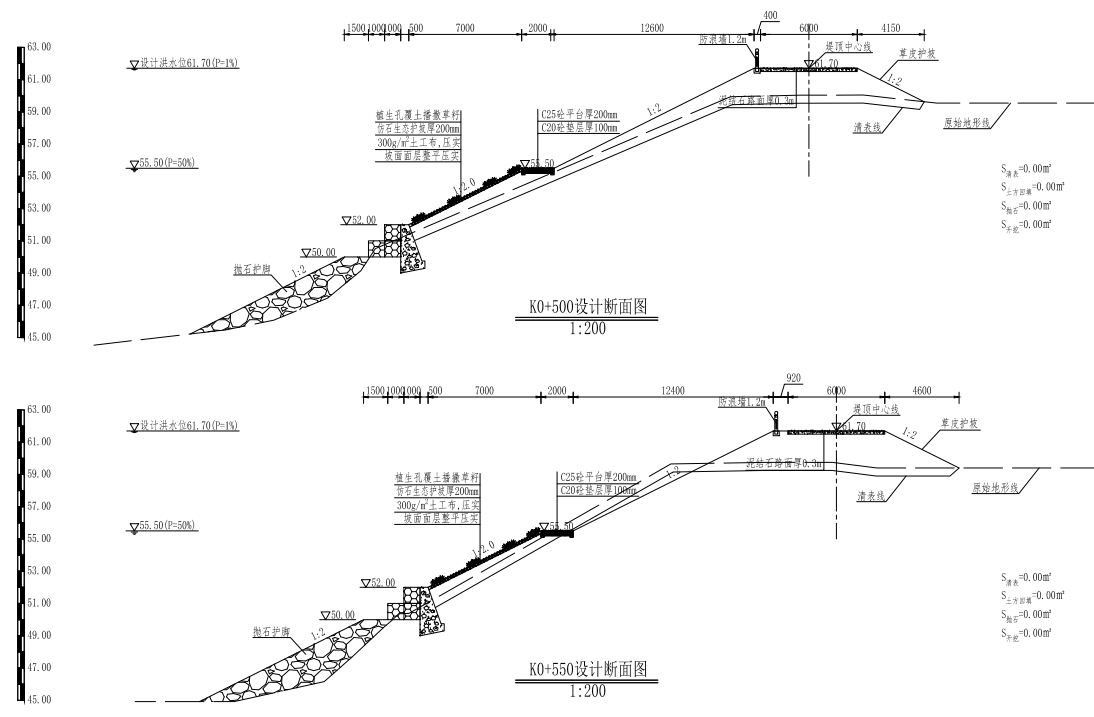 400
1500 1000 1000 500 7000 2000 12600 6000 4150
63.00
61.00
59.00
57.00
55.00
53.00
51.00
49.00
47.00
45.00
设计洪水位61.70(P=1%)
55.50(P=50%)
防浪墙1.2m
堤顶中心线
61.70
草皮护坡
1:2
1:2
泥结石路面厚0.3m
清表线
原始地形线
植生孔覆土播撒草籽
仿石生态护坡厚200mm
300g/m²土工布,压实
坡面面层整平压实
C25砼平台厚200mm
C20砼垫层厚100mm
55.50
1:2.0
52.00
50.00
1:2
抛石护脚
S清表=0.00m²
S土方回填=0.00m²
S抛石=0.00m²
S开挖=0.00m²
K0+500设计断面图
1:200
920
1500 1000 1000 500 7000 2000 12400 6000 4600
63.00
61.00
59.00
57.00
55.00
53.00
51.00
49.00
47.00
45.00
设计洪水位61.70(P=1%)
55.50(P=50%)
防浪墙1.2m
堤顶中心线
61.70
草皮护坡
1:2
1:2
泥结石路面厚0.3m
清表线
原始地形线
植生孔覆土播撒草籽
仿石生态护坡厚200mm
300g/m²土工布,压实
坡面面层整平压实
C25砼平台厚200mm
C20砼垫层厚100mm
55.50
1:2.0
52.00
50.00
1:2
抛石护脚
S清表=0.00m²
S土方回填=0.00m²
S抛石=0.00m²
S开挖=0.00m²
K0+550设计断面图
1:200